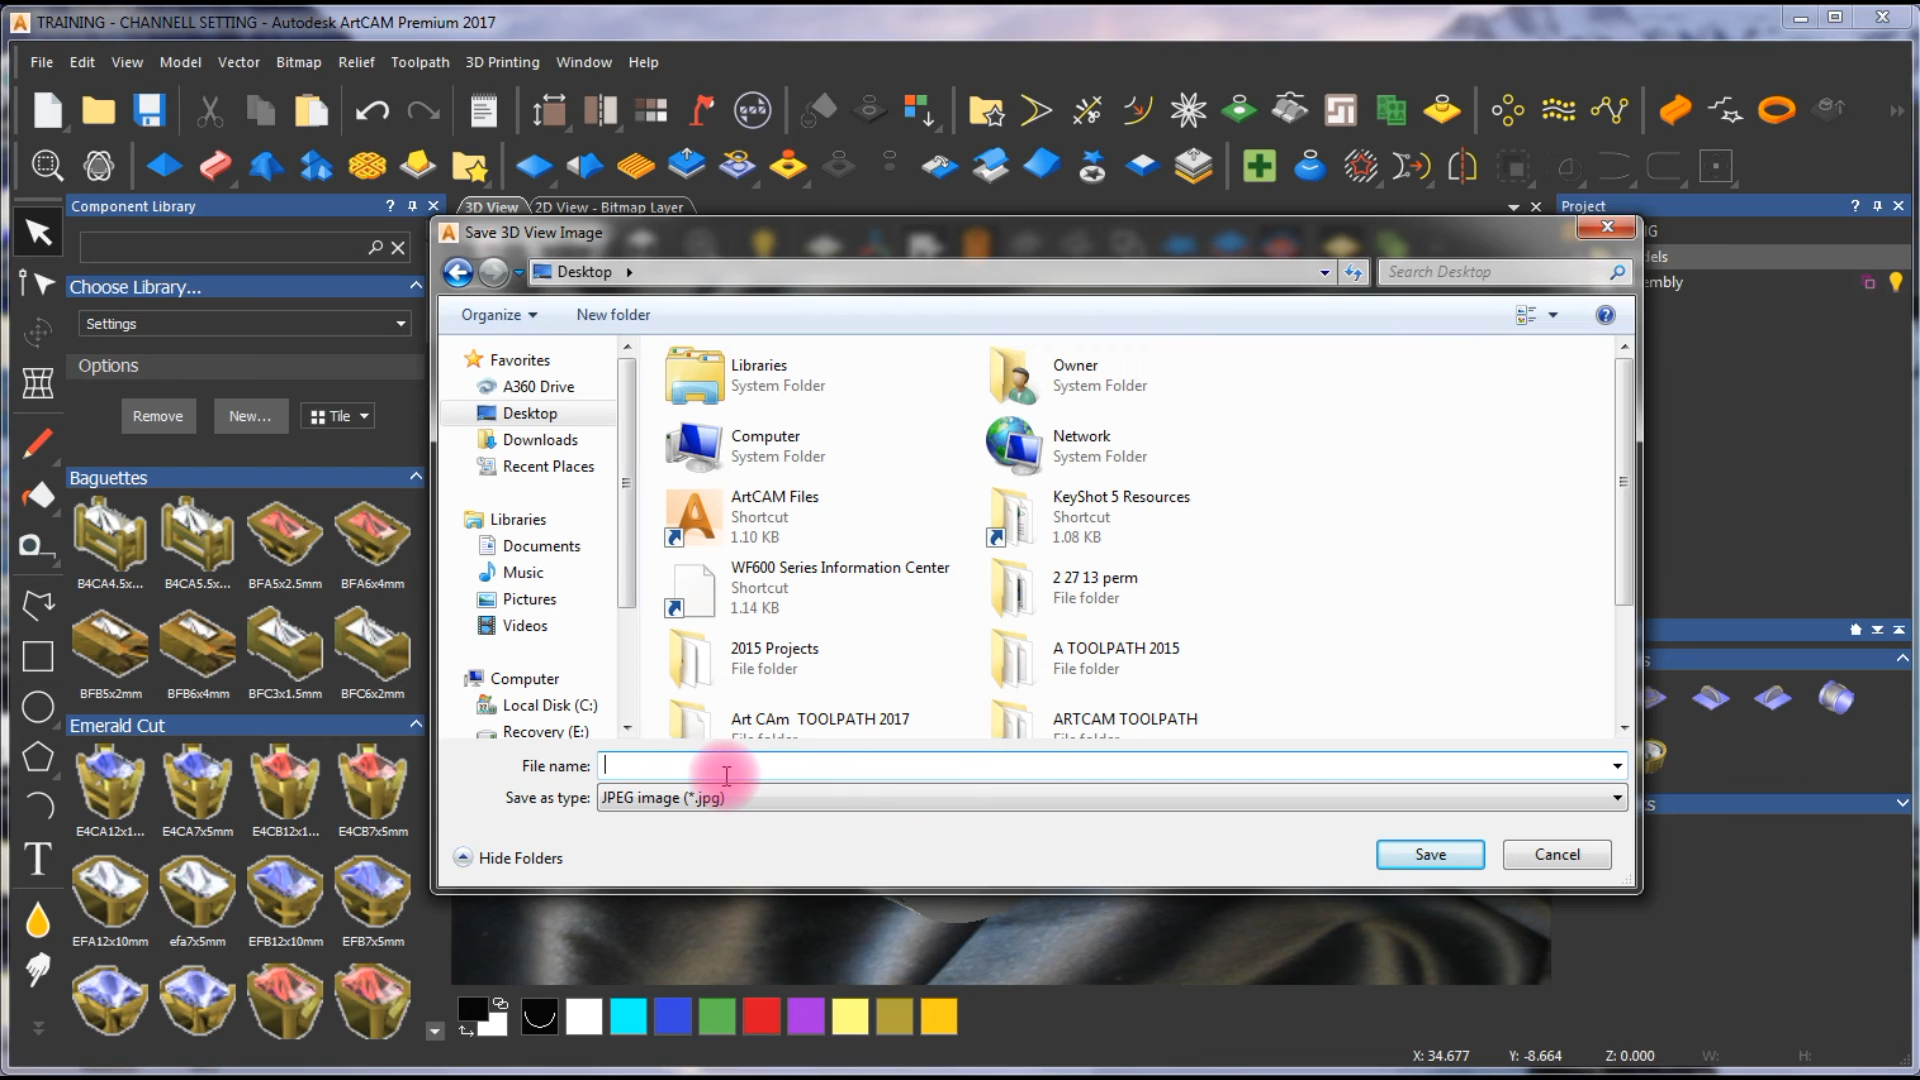 TRAINING - CHANNELL SETTING - Autodesk ArtCAM Premium 2017
File Edit View Model Vector Bitmap Relief Toolpath 3D Printing Window Help
Component Library
3D View
2D View - Bitmap Layer
Project
Save 3D View Image
Desktop
Search Desktop
Organize
New folder
Choose Library...
Settings
Options
Remove
New...
Tile
Baguettes
B4CA4.5x...
B4CA5.5x...
BFA5x2.5mm
BFA6x4mm
BFB5x2mm
BFB6x4mm
BFC3x1.5mm
BFC6x2mm
Emerald Cut
E4CA12x1...
E4CA7x5mm
E4CB12x1...
E4CB7x5mm
EFA12x10mm
efa7x5mm
EFB12x10mm
EFB7x5mm
Favorites
A360 Drive
Desktop
Downloads
Recent Places
Libraries
Documents
Music
Pictures
Videos
Computer
Local Disk (C:)
Recovery (E:)
Libraries
System Folder
Owner
System Folder
Computer
System Folder
Network
System Folder
ArtCAM Files
Shortcut
1.10 KB
KeyShot 5 Resources
Shortcut
1.08 KB
WF600 Series Information Center
Shortcut
1.14 KB
2 27 13 perm
File folder
2015 Projects
File folder
A TOOLPATH 2015
File folder
Art CAm TOOLPATH 2017
File folder
ARTCAM TOOLPATH
File folder
File name:
Save as type: JPEG image (*.jpg)
Hide Folders
Save
Cancel
X: 34.677 Y: -8.664 Z: 0.000 W: H: